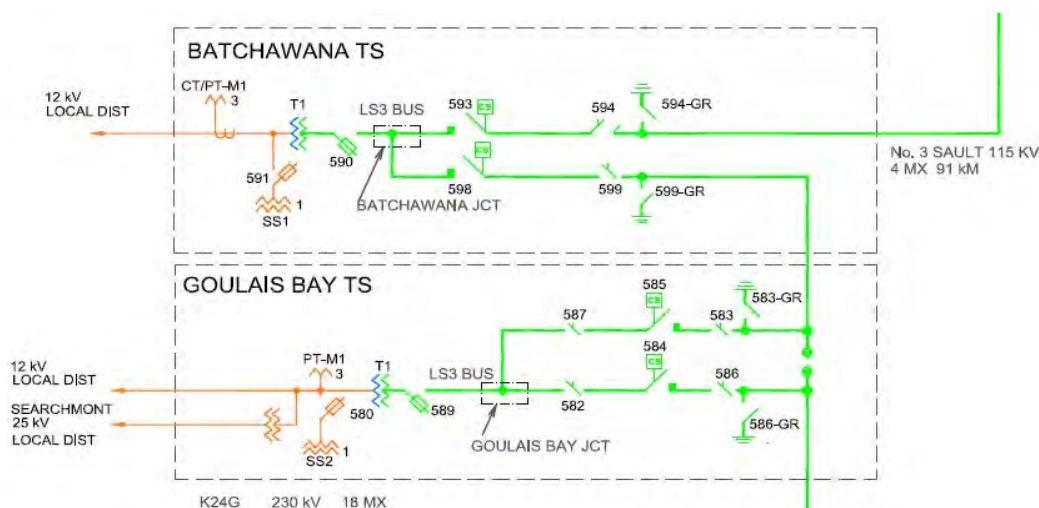 BATCHAWANA TS
CT/PT-M1
3
12 kV
LOCAL DIST
T1
LS3 BUS
593
CS
594
594-GR
590
591
1
SS1
BATCHAWANA JCT
CS
598
599
599-GR
No. 3 SAULT 115 KV
4 MX 91 kM
GOULAIS BAY TS
585
CS
583-GR
587
583
584
CS
12 kV
LOCAL DIST
PT-M1
3
T1
LS3 BUS
586
SEARCHMONT
25 kV
LOCAL DIST
580
589
582
586-GR
1
SS2
GOULAIS BAY JCT
K24G 230 kV 18 MX